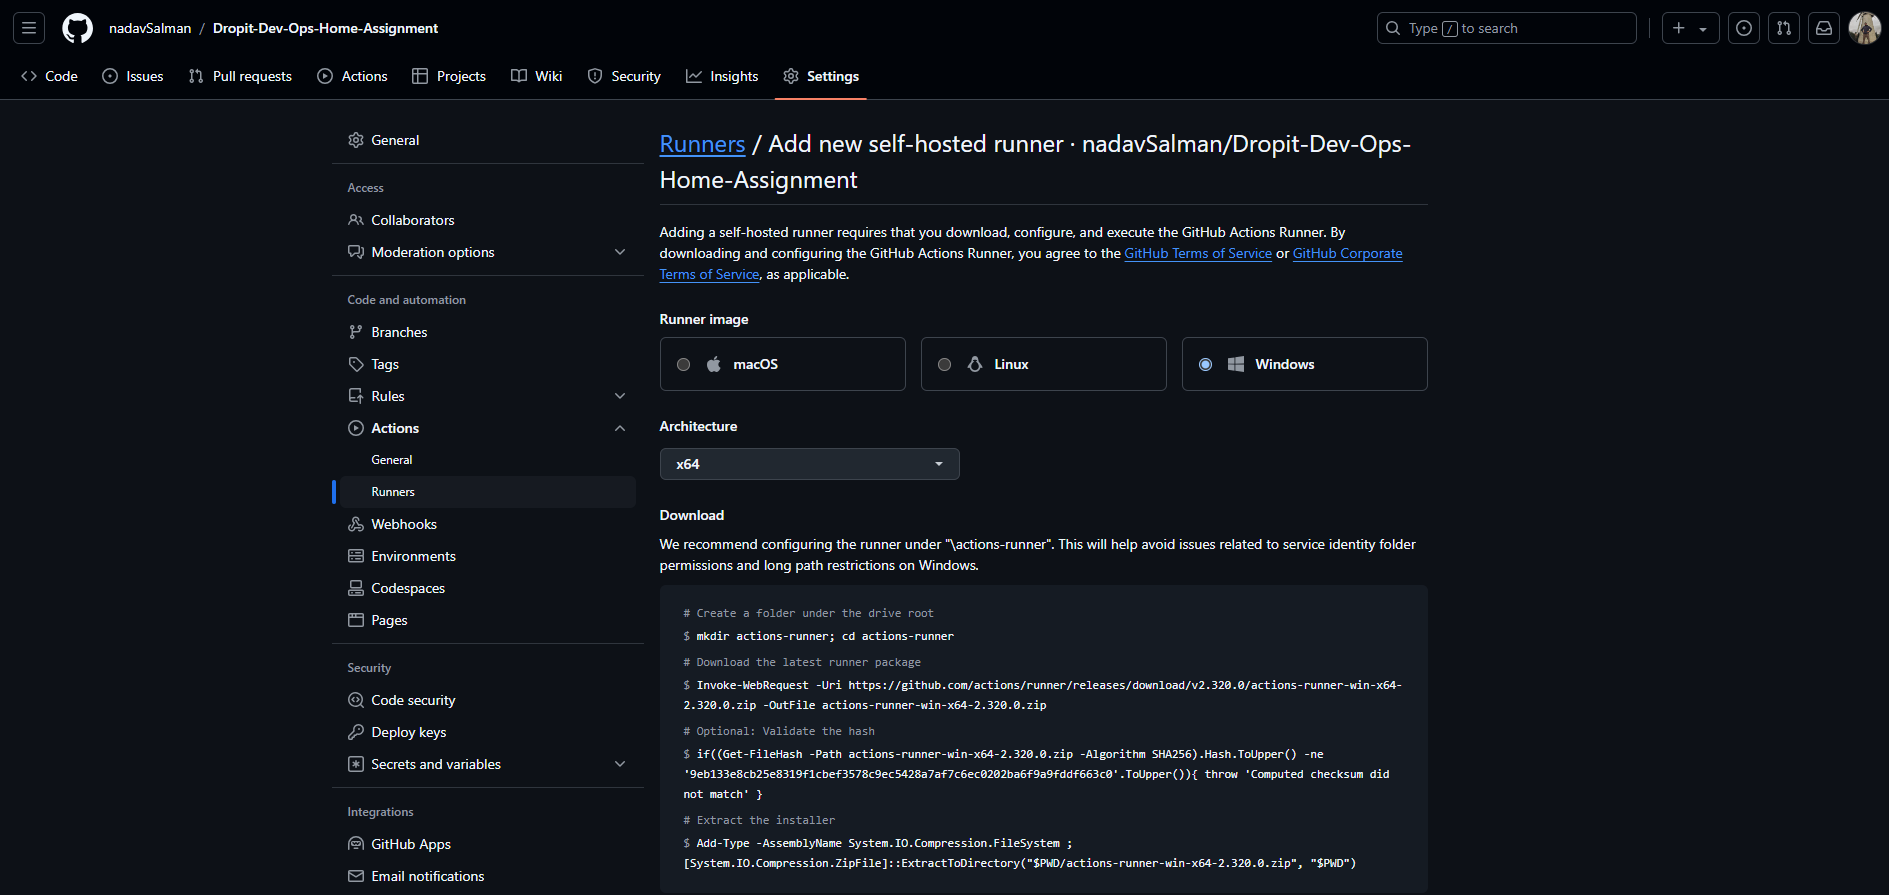 nadavSalman / Dropit-Dev-Ops-Home-Assignment
Type / to search
Code
Issues
Pull requests
Actions
Projects
Wiki
Security
Insights
Settings
General
Access
Collaborators
Moderation options
Code and automation
Branches
Tags
Rules
Actions
General
Runners
Webhooks
Environments
Codespaces
Pages
Security
Code security
Deploy keys
Secrets and variables
Integrations
GitHub Apps
Email notifications
Runners / Add new self-hosted runner · nadavSalman/Dropit-Dev-Ops-
Home-Assignment
Adding a self-hosted runner requires that you download, configure, and execute the GitHub Actions Runner. By
downloading and configuring the GitHub Actions Runner, you agree to the GitHub Terms of Service or GitHub Corporate
Terms of Service, as applicable.
Runner image
macOS
Linux
Windows
Architecture
x64
Download
We recommend configuring the runner under "\actions-runner". This will help avoid issues related to service identity folder
permissions and long path restrictions on Windows.
# Create a folder under the drive root
$ mkdir actions-runner; cd actions-runner
# Download the latest runner package
$ Invoke-WebRequest -Uri https://github.com/actions/runner/releases/download/v2.320.0/actions-runner-win-x64-
2.320.0.zip -OutFile actions-runner-win-x64-2.320.0.zip
# Optional: Validate the hash
$ if((Get-FileHash -Path actions-runner-win-x64-2.320.0.zip -Algorithm SHA256).Hash.ToUpper() -ne
'9eb133e8cb25e8319f1cbef3578c9ec5428a7af7c6ec0202ba6f9a9fddf663c0'.ToUpper()){ throw 'Computed checksum did
not match' }
# Extract the installer
$ Add-Type -AssemblyName System.IO.Compression.FileSystem ;
[System.IO.Compression.ZipFile]::ExtractToDirectory("$PWD/actions-runner-win-x64-2.320.0.zip", "$PWD")